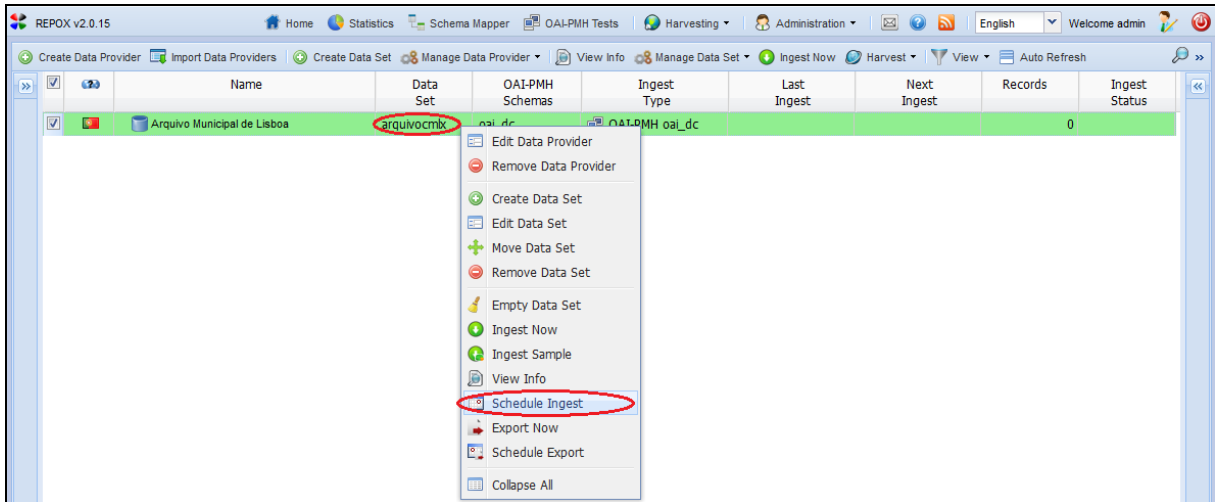 REPOX v2.0.15 Home Statistics Schema Mapper OAI-PMH Tests Harvesting Administration English Welcome admin
Create Data Provider Import Data Providers Create Data Set Manage Data Provider View Info Manage Data Set Ingest Now Harvest View Auto Refresh
Name Data Set OAI-PMH Schemas Ingest Type Last Ingest Next Ingest Records Ingest Status
Arquivo Municipal de Lisboa arquivocmlx oai_dc OAI-PMH oai_dc 0
Edit Data Provider
Remove Data Provider
Create Data Set
Edit Data Set
Move Data Set
Remove Data Set
Empty Data Set
Ingest Now
Ingest Sample
View Info
Schedule Ingest
Export Now
Schedule Export
Collapse All